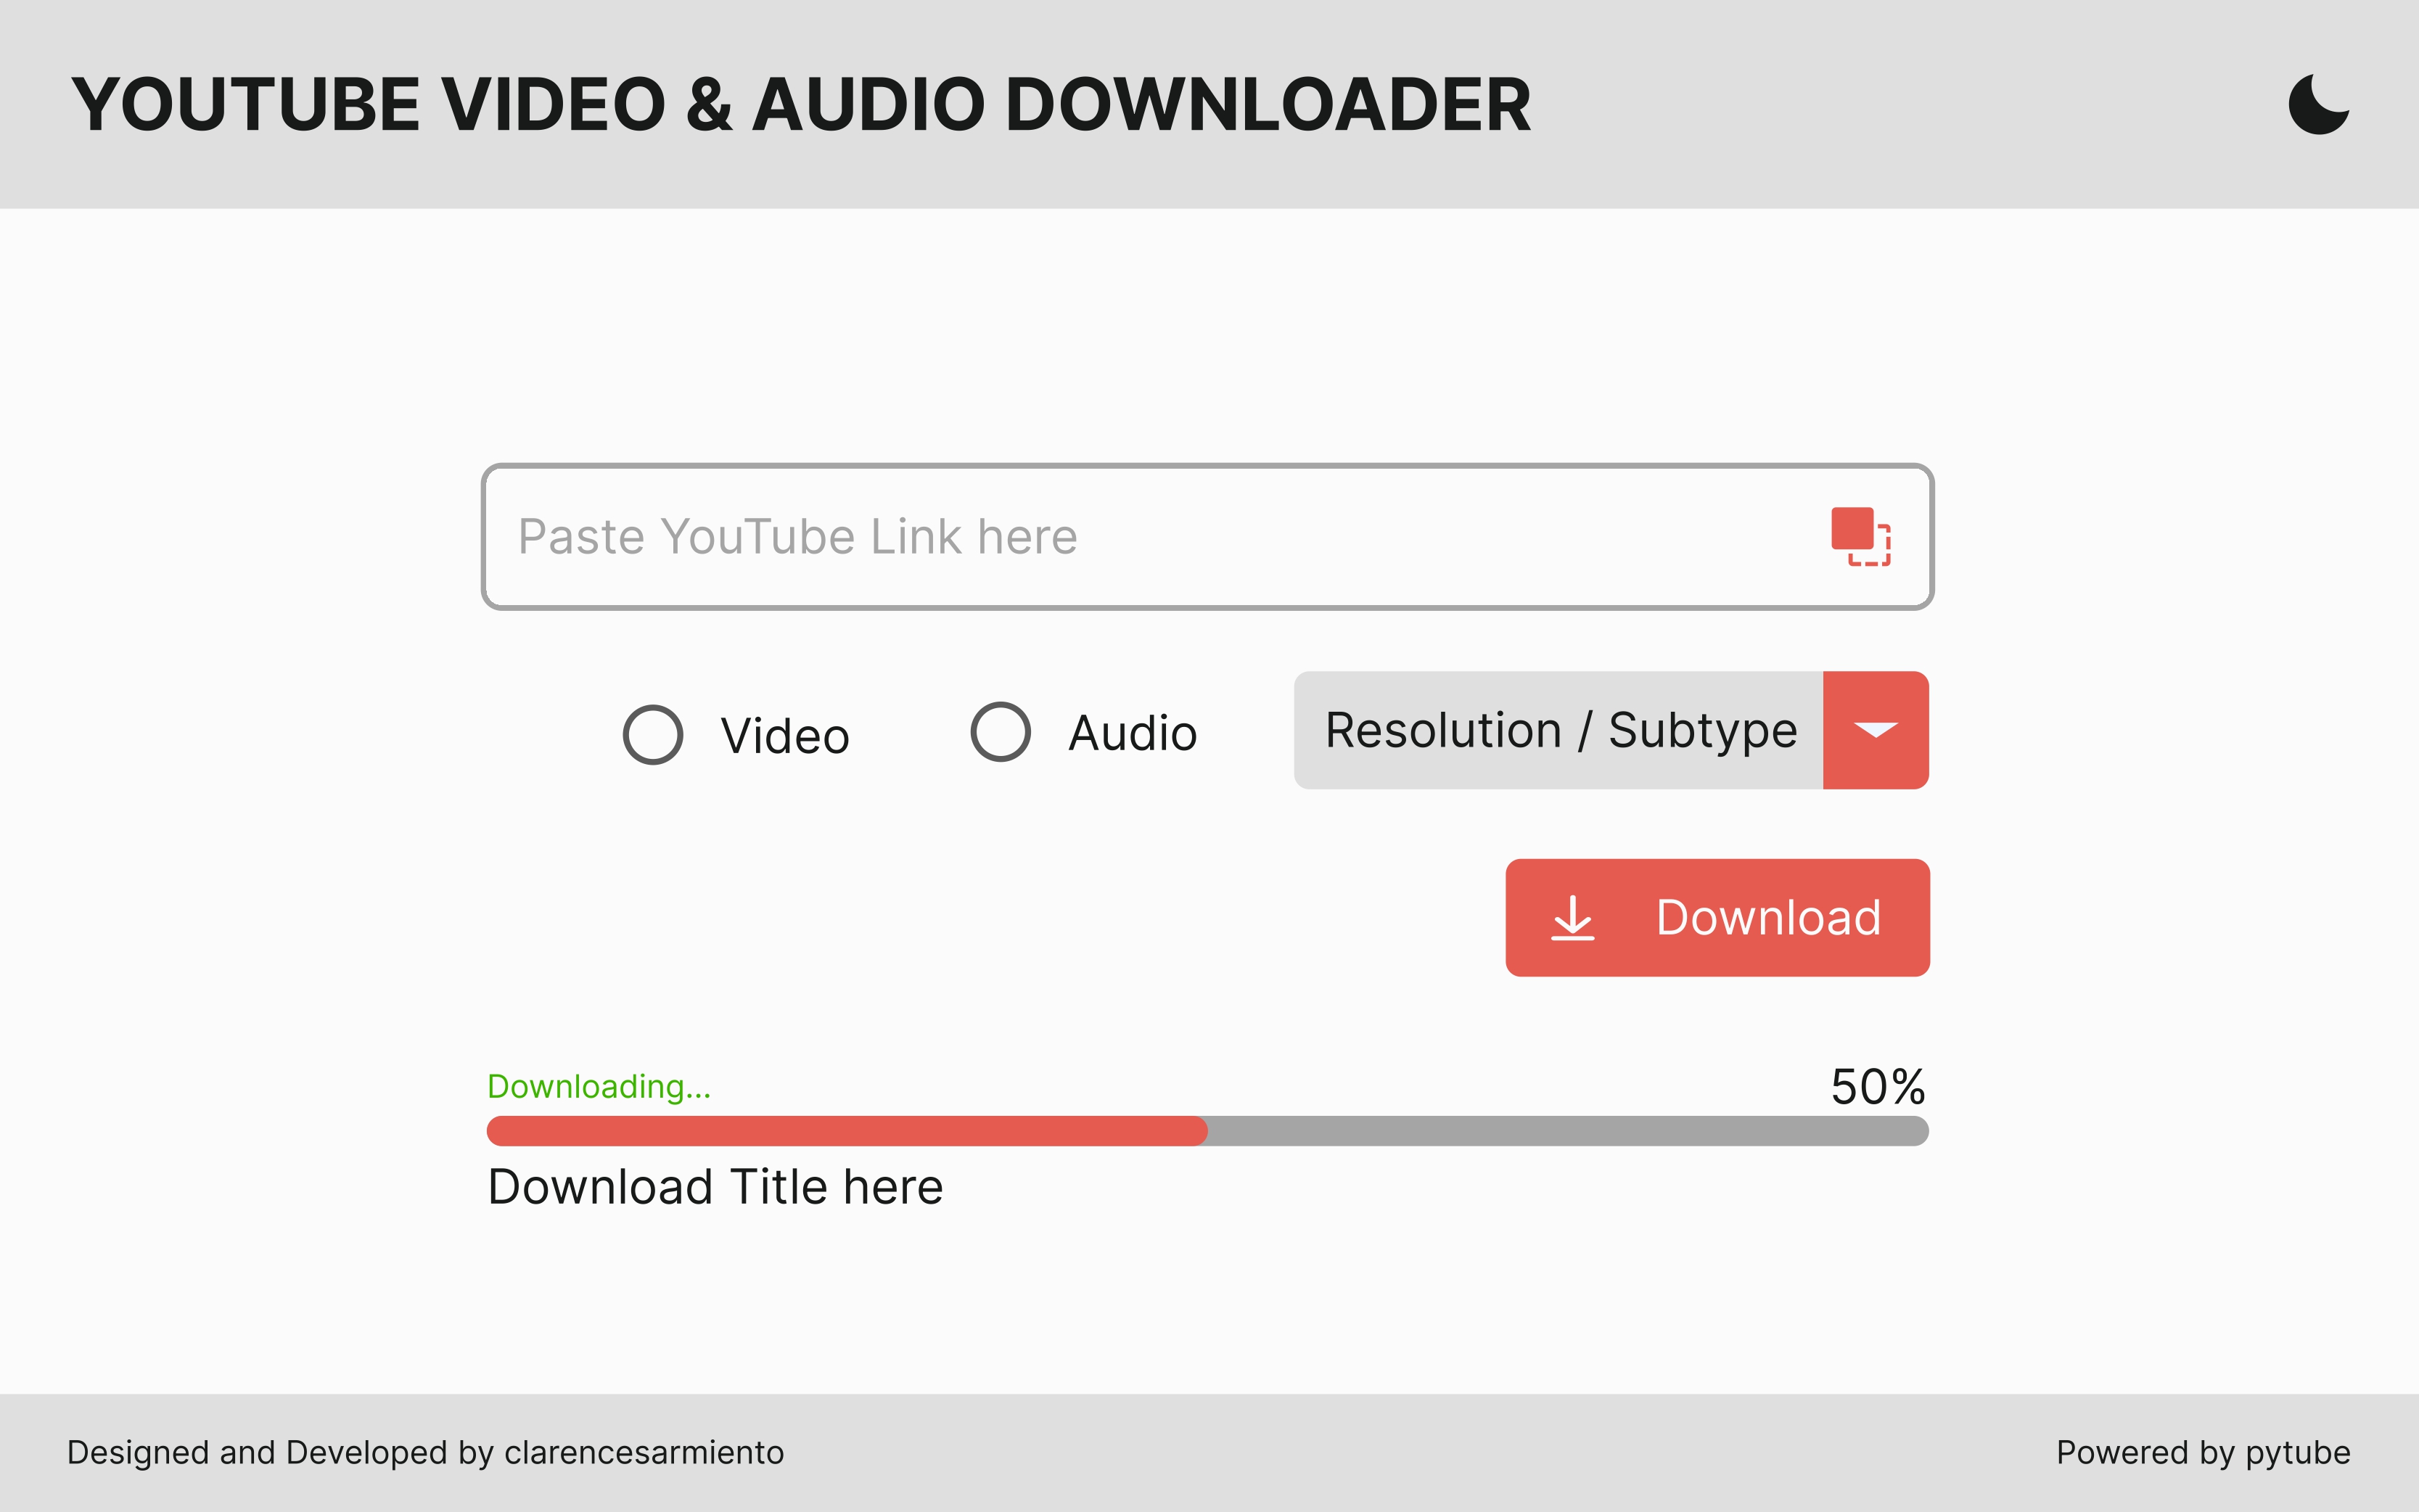 YOUTUBE VIDEO & AUDIO DOWNLOADER
Paste YouTube Link here
Video
Audio
Resolution / Subtype
Download
Downloading...
50%
Download Title here
Designed and Developed by clarencesarmiento
Powered by pytube